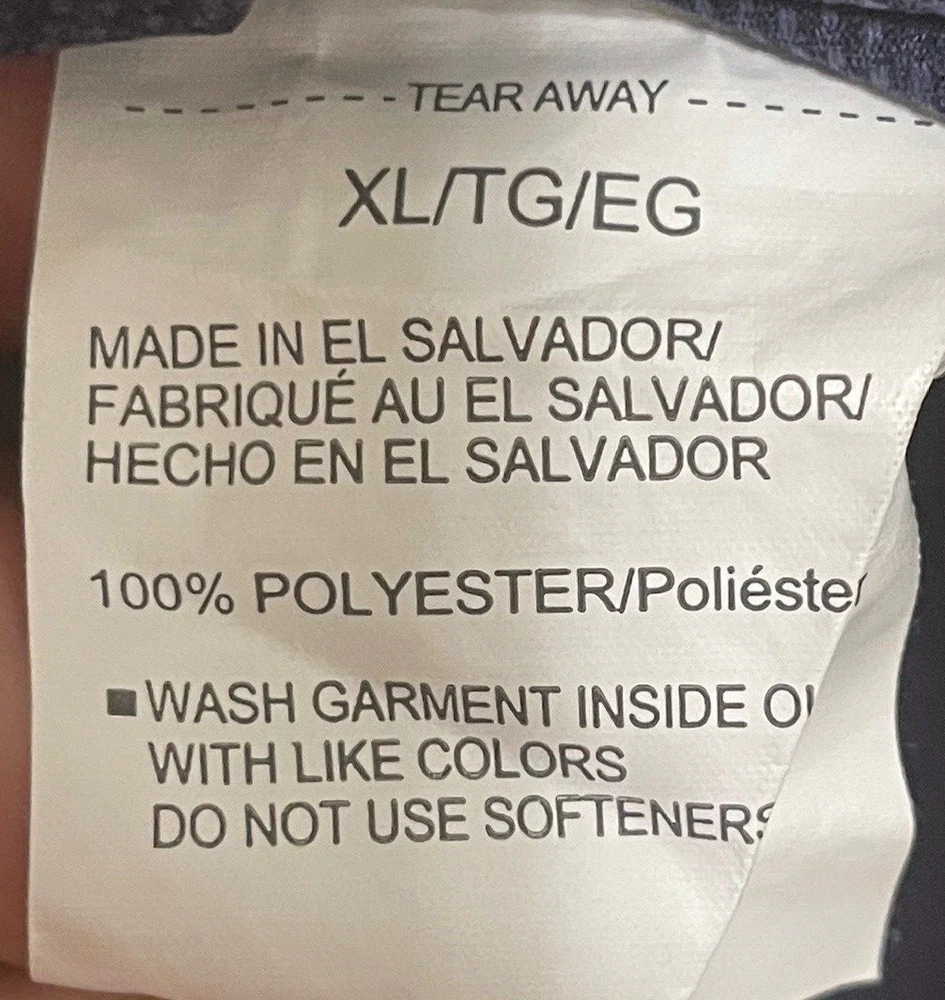 TEAR AWAY
XL/TG/EG
MADE IN EL SALVADOR/
FABRIQUÉ AU EL SALVADOR/
HECHO EN EL SALVADOR
100% POLYESTER/Poliéster
■WASH GARMENT INSIDE
WITH LIKE COLORS
DO NOT USE SOFTENERS